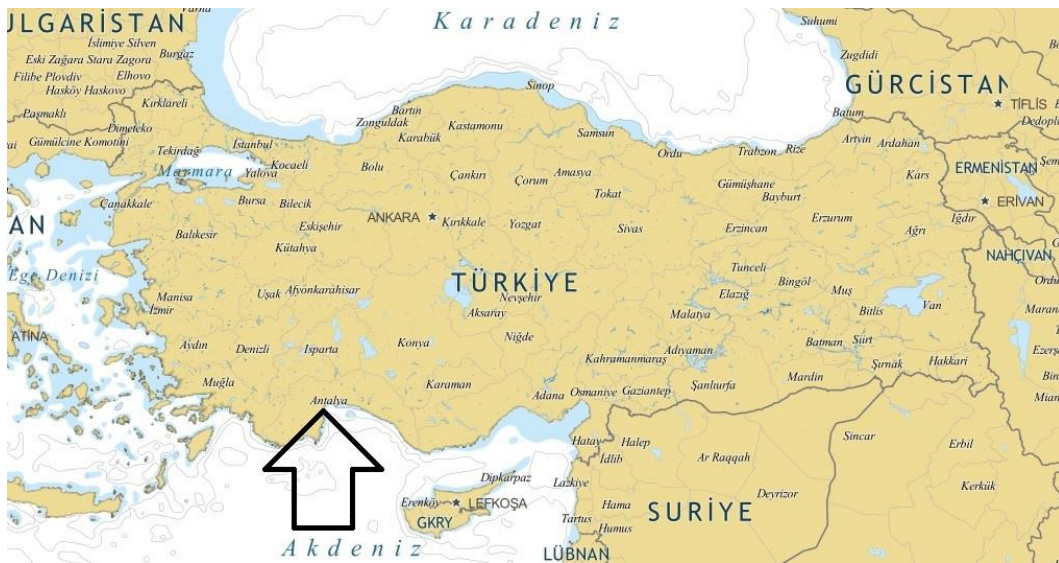 Karadeniz
ULGARİSTAN
Varna
İslimiye Silven
Burgaz
Eski Zağara Stara Zagora
Filibe Plovdiv
Elhovo
Hasköy Haskovo
Paşmaklı
Kırklareli
Dimeteko
Gümülcine Komotini
Tekirdağ
İstanbul
Marmara
Yalova
Kocaeli
Çanakkale
Bursa
Bilecik
Balıkesir
Eskişehir
Kütahya
AN
Ege Denizi
Manisa
İzmir
Uşak
Afyonkarahisar
ATİNA
Aydın
Denizli
Isparta
Muğla
Antalya
Bartın
Zonguldak
Karabük
Kastamonu
Sinop
Samsun
Bolu
Çankırı
Çorum
Amasya
Tokat
Ordu
Trabzon
Rize
Gümüşhane
Bayburt
ANKARA
Kırıkkale
Yozgat
Sivas
Erzincan
Erzurum
TÜRKİYE
Nevşehir
Aksaray
Niğde
Konya
Karaman
Tunceli
Elazığ
Bingöl
Muş
Malatya
Bitlis
Van
Kahramanmaraş
Adıyaman
Batman
Siirt
Şırnak
Hakkari
Adana
Osmaniye
Gaziantep
Şanlıurfa
Mardin
Suhumi
Zugdidi
GÜRCİSTAN
TİFLİS
Batum
Artvin
Ardahan
Kars
ERMENİSTAN
ERİVAN
Iğdır
Ağrı
NAHÇIVAN
Hatay
Halep
İdlib
Ar Raqqah
Sincar
Erbil
Kerkük
Dipkarpaz
Lazkiye
Erenköy
LEFKOŞA
GKRY
Hama
Deyrizor
Tartus
Humus
SURİYE
Akdeniz
LÜBNAN